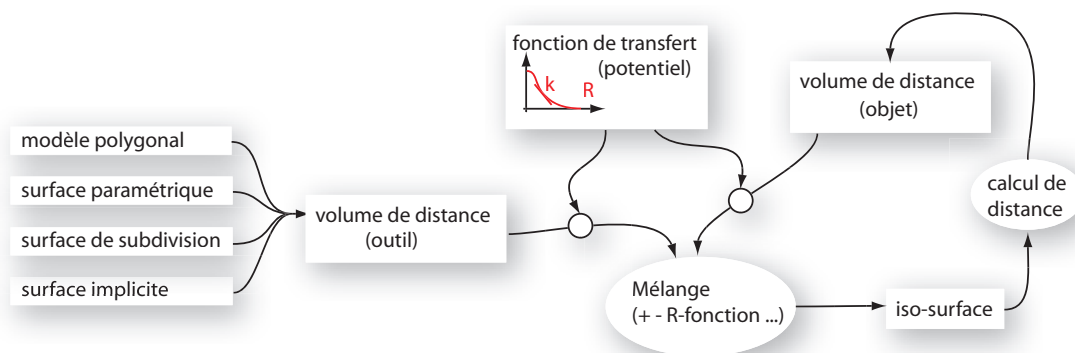 fonction de transfert
(potentiel)
k
R
volume de distance
(objet)
modèle polygonal
surface paramétrique
surface de subdivision
surface implicite
volume de distance
(outil)
calcul de
distance
Mélange
(+ - R-fonction ...)
iso-surface